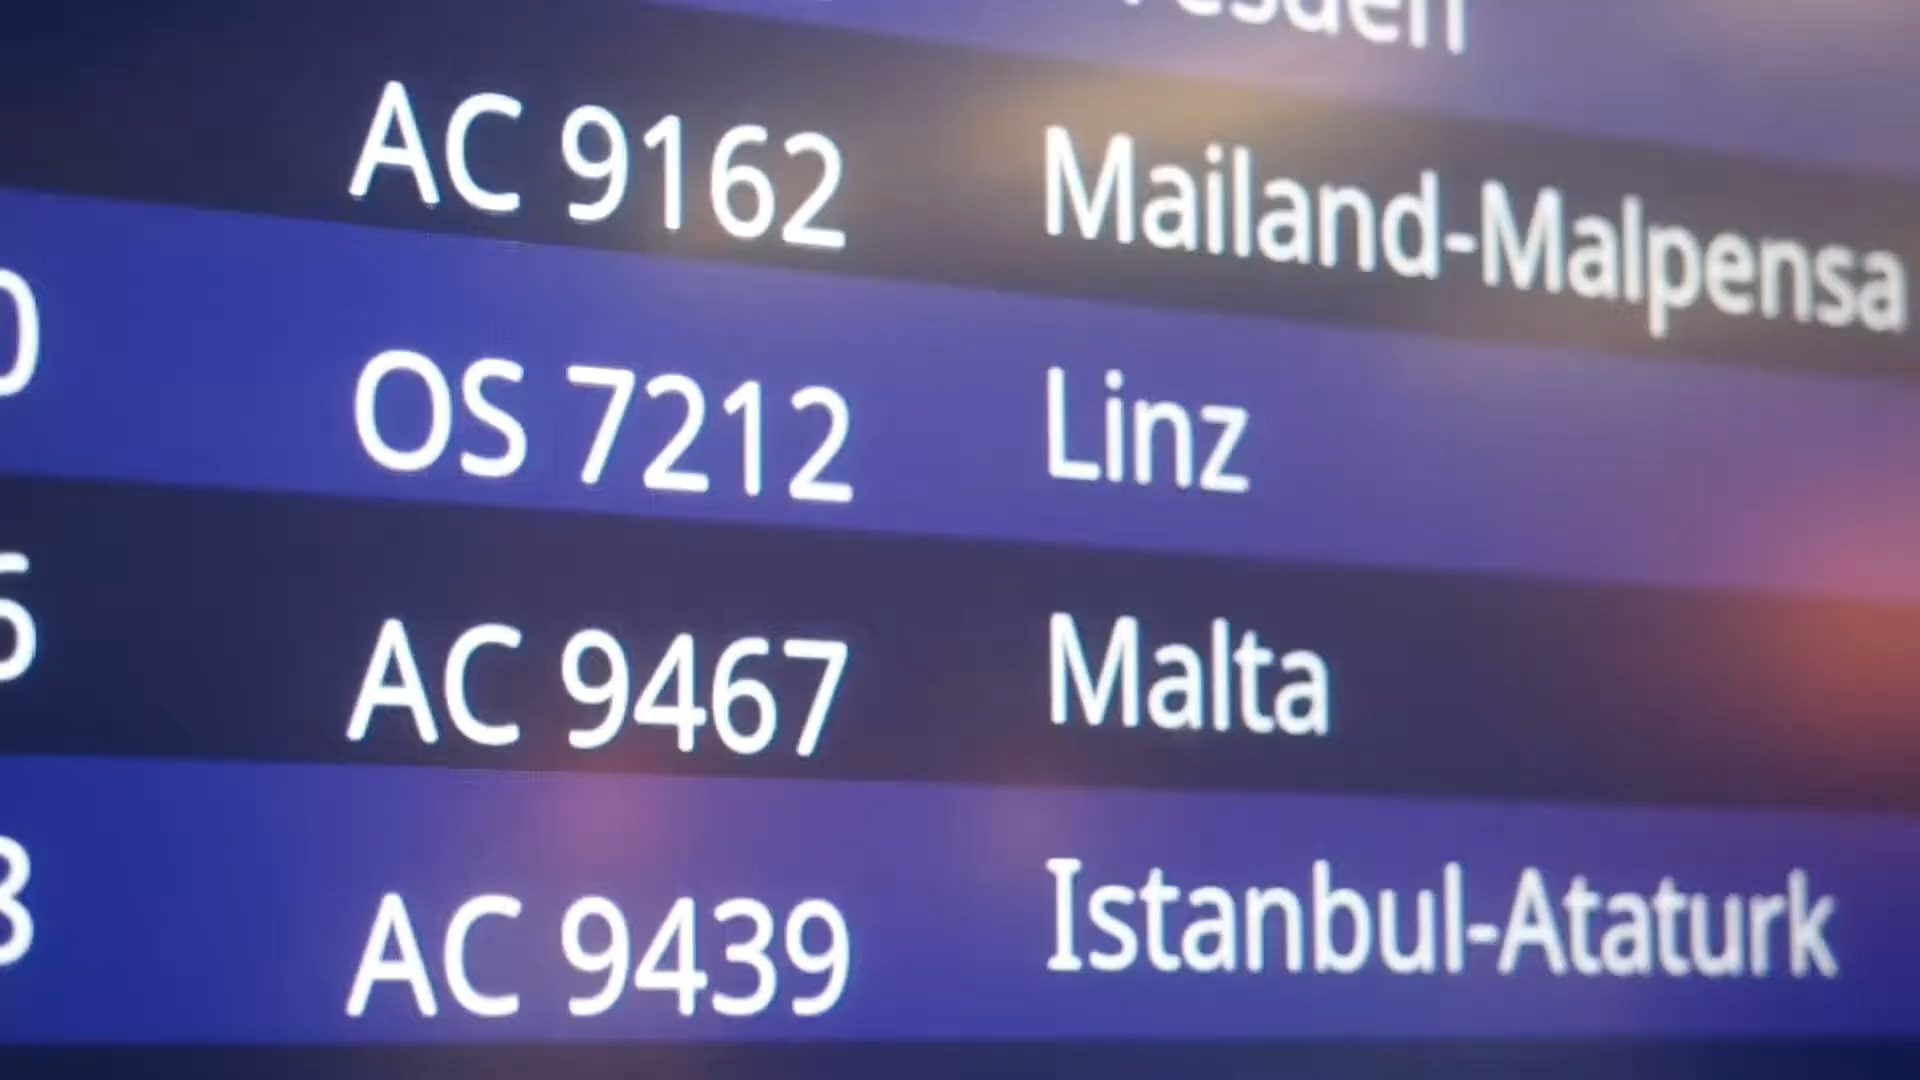 AC 9162 Mailand-Malpensa
OS 7212 Linz
AC 9467 Malta
AC 9439 Istanbul-Ataturk